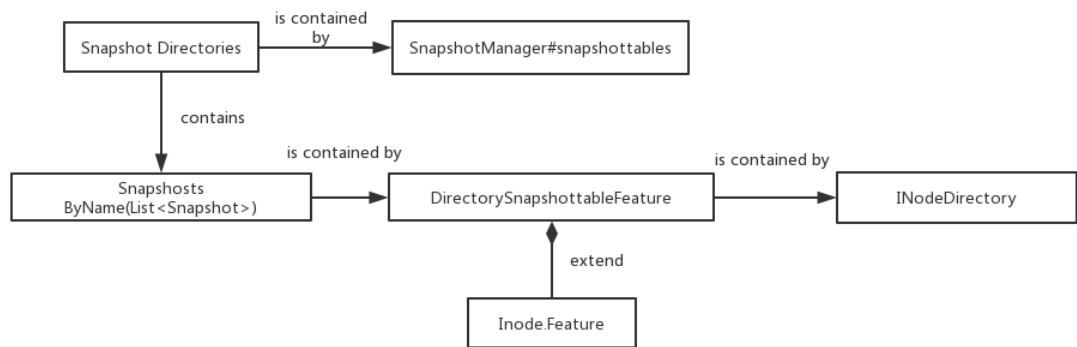 is contained
by
Snapshot Directories
SnapshotManager#snapshottables
contains
is contained by
is contained by
Snapshosts
ByName(List<Snapshot>)
DirectorySnapshottableFeature
INodeDirectory
extend
Inode.Feature